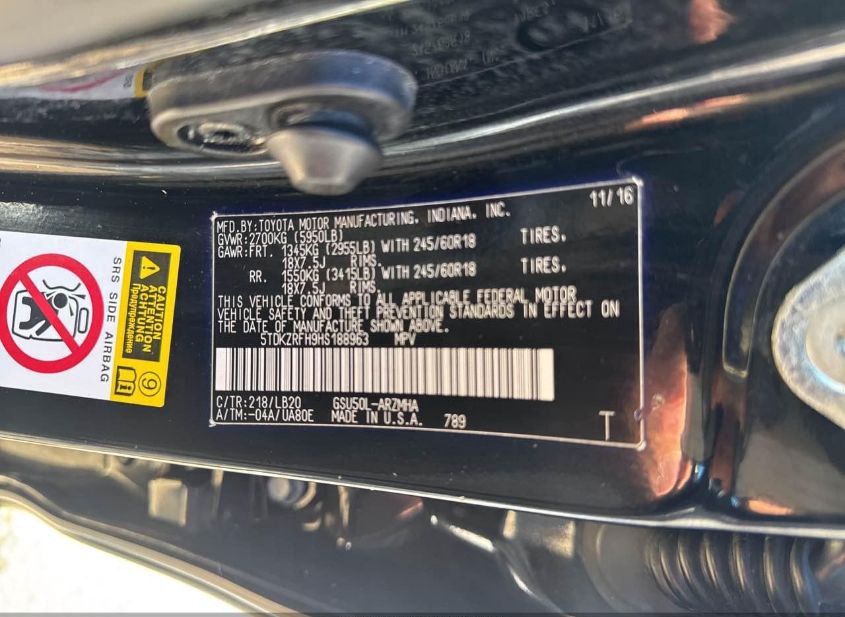 MFD.BY:TOYOTA MOTOR MANUFACTURING, INDIANA, INC. 11/16
GVWR:2700KG (5950LB)
GAWR:FRT. 1345KG (2955LB) WITH 245/60R18 TIRES.
18X7.5J RIMS.
RR. 1550KG (3415LB) WITH 245/60R18 TIRES.
18X7.5J RIMS.
THIS VEHICLE CONFORMS TO ALL APPLICABLE FEDERAL MOTOR
VEHICLE SAFETY AND THEFT PREVENTION STANDARDS IN EFFECT ON
THE DATE OF MANUFACTURE SHOWN ABOVE.
5TDKZRFH9HS188963 MPV
C/TR:218/LB20 GSU50L-ARZMHA
A/TM:-04A/UA80E MADE IN U.S.A. 789 T
SRS SIDE AIRBAG
CAUTION
ATTENTION
ACHTUNG
Предупреждение
9